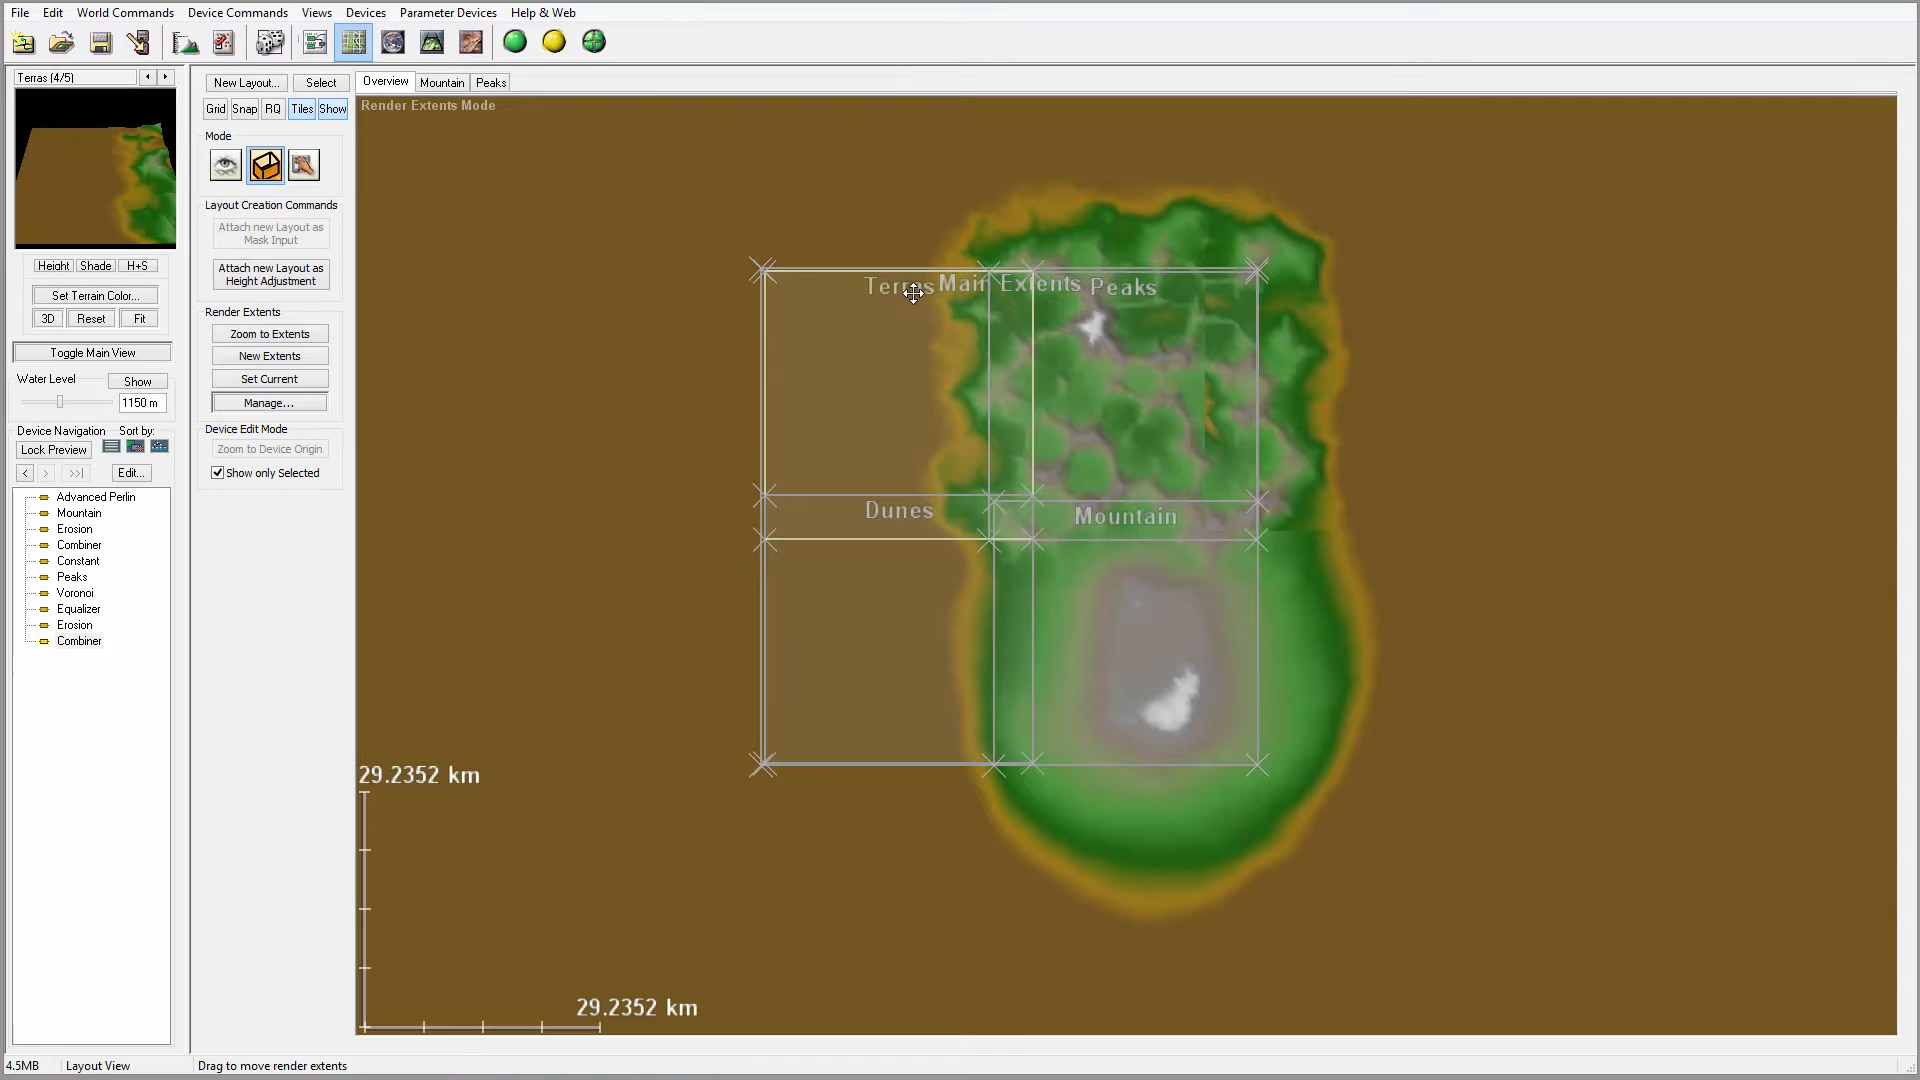 File Edit World Commands Device Commands Views Devices Parameter Devices Help & Web
Terras (4/5)
New Layout... Select
Overview Mountain Peaks
Render Extents Mode
Grid Snap RQ Tiles Show
Mode
Layout Creation Commands
Attach new Layout as
Mask Input
Attach new Layout as
Height Adjustment
Height Shade H+S
Set Terrain Color...
3D Reset Fit
Toggle Main View
Water Level Show
1150 m
Render Extents
Zoom to Extents
New Extents
Set Current
Manage...
Device Edit Mode
Zoom to Device Origin
Show only Selected
Device Navigation Sort by:
Lock Preview
< > >>| Edit...
Advanced Perlin
Mountain
Erosion
Combiner
Constant
Peaks
Voronoi
Equalizer
Erosion
Combiner
Terras Main Extents Peaks
Dunes Mountain
29.2352 km
29.2352 km
4.5MB Layout View Drag to move render extents